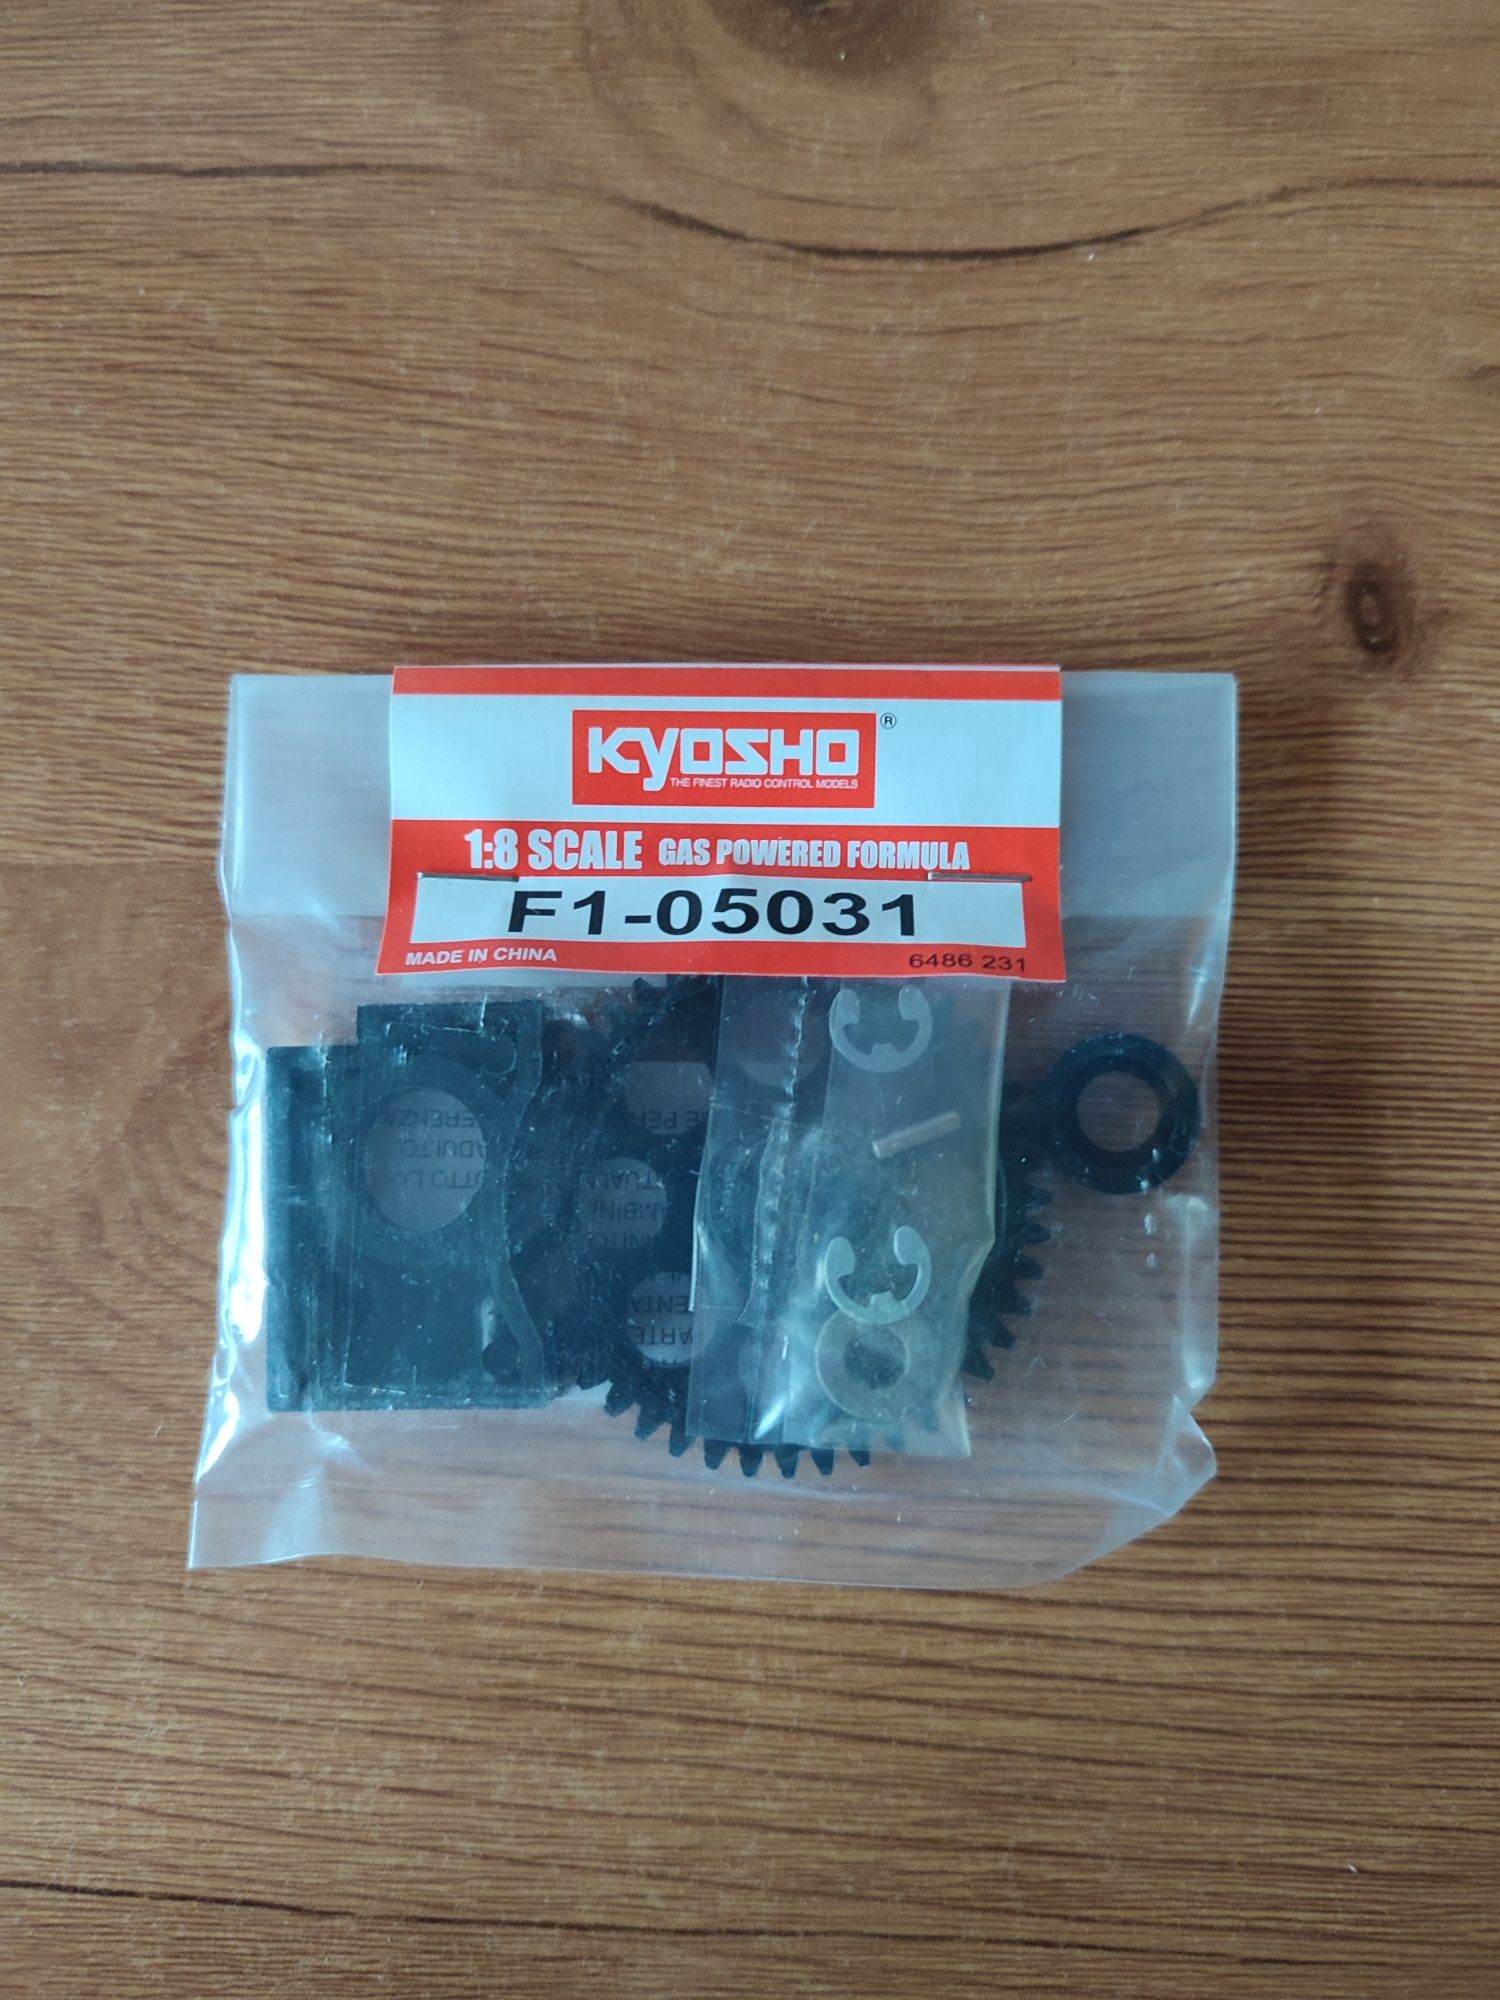 KYOSHO®
THE FINEST RADIO CONTROL MODELS
1:8 SCALE GAS POWERED FORMULA
F1-05031
MADE IN CHINA
6486 231